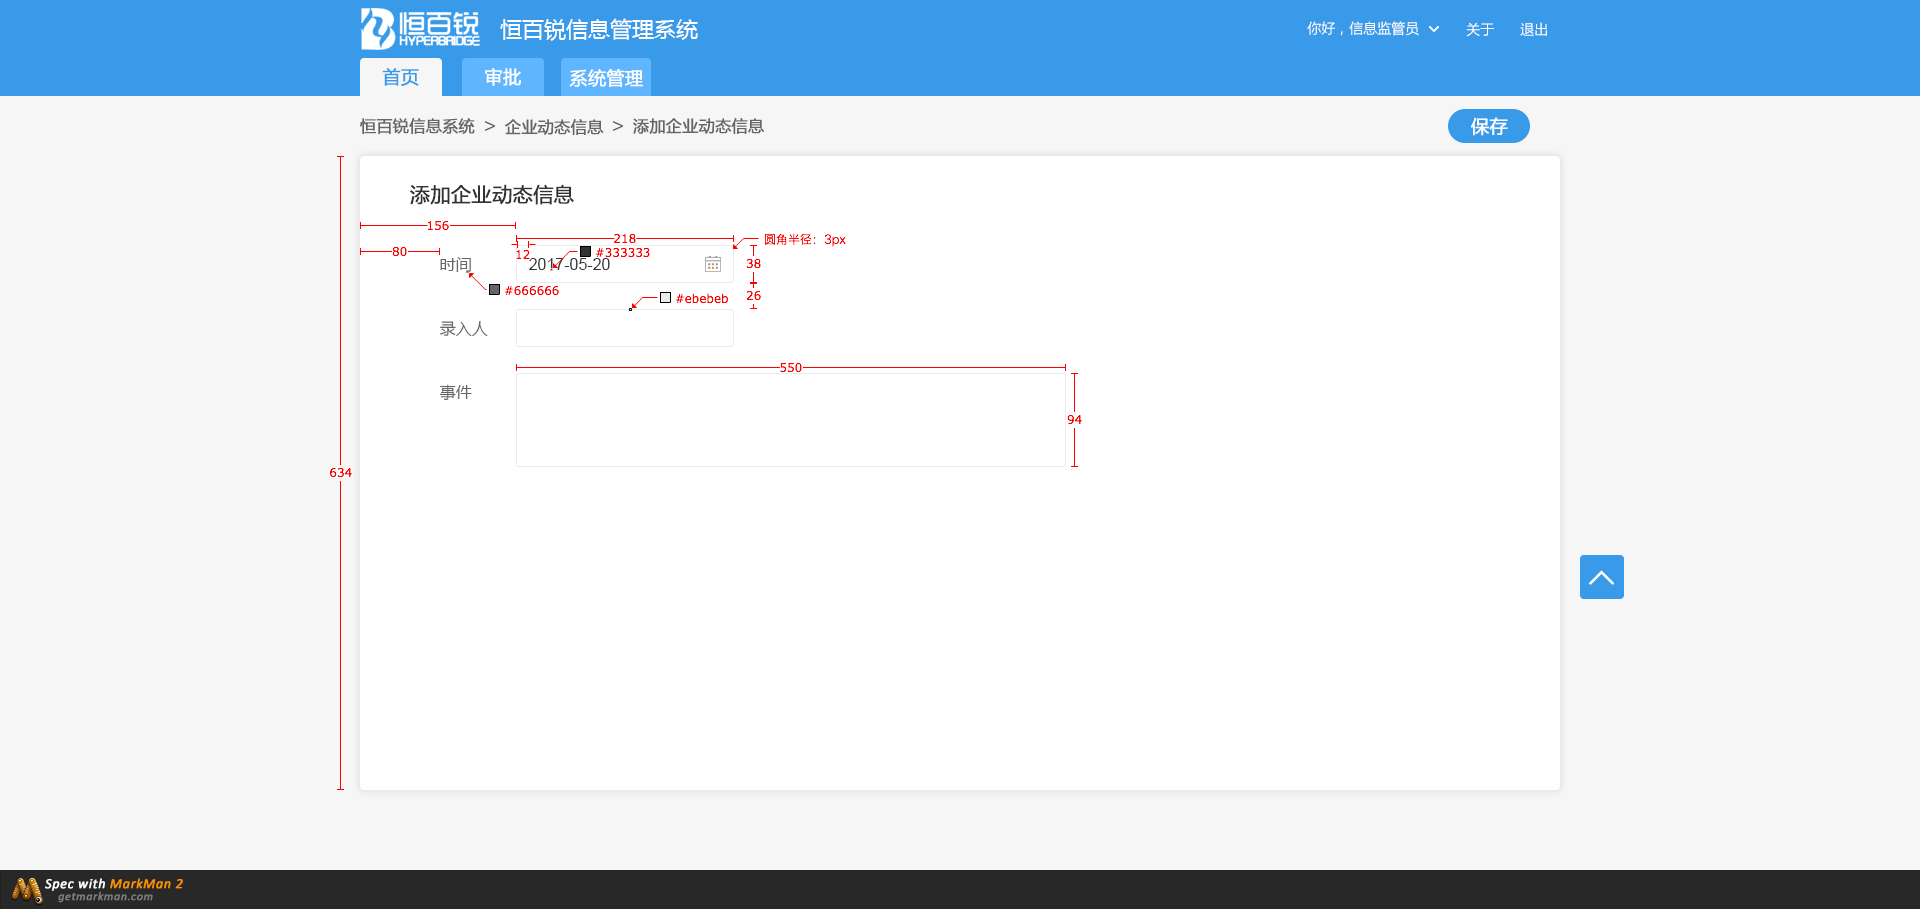 恒百锐 HYPERBRIDGE 恒百锐信息管理系统 你好，信息监管员 关于 退出
首页 审批 系统管理
恒百锐信息系统 > 企业动态信息 > 添加企业动态信息 保存
添加企业动态信息
156
218 圆角半径：3px
80 12 #333333
时间 2017-05-20 38
#666666
26
#ebebeb
录入人
550
事件
94
634
Spec with MarkMan 2
getmarkman.com